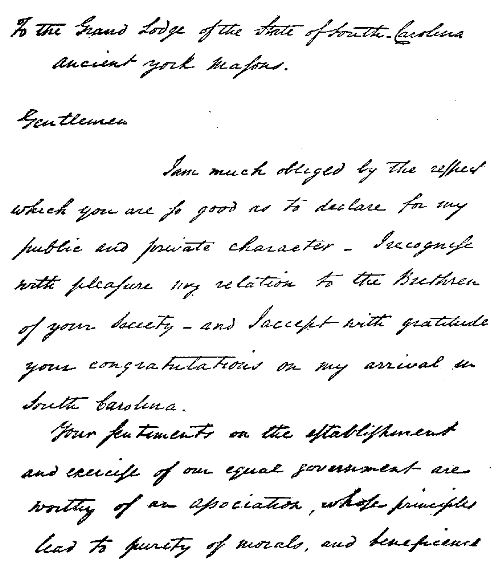 To the Grand Lodge of the State of South-Carolina
ancient york Masons.
Gentlemen
I am much obliged by the respect
which you are so good as to declare for my
public and private character – I recognise
with pleasure my relation to the Brethren
of your Society – and I accept with gratitude
your congratulations on my arrival in
South Carolina.
Your sentiments on the establishment
and exercise of our equal government are
worthy of an association, whose principles
lead to purity of morals, and beneficence